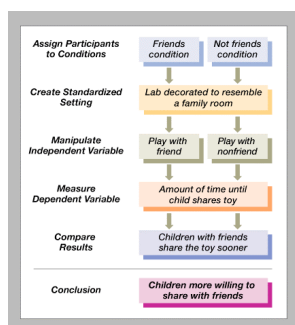 Assign Participants
to Conditions
Friends
condition
Not friends
condition
Create Standardized
Setting
Lab decorated to resemble
a family room
Manipulate
Independent Variable
Play with
friend
Play with
nonfriend
Measure
Dependent Variable
Amount of time until
child shares toy
Compare
Results
Children with friends
share the toy sooner
Conclusion
Children more willing to
share with friends